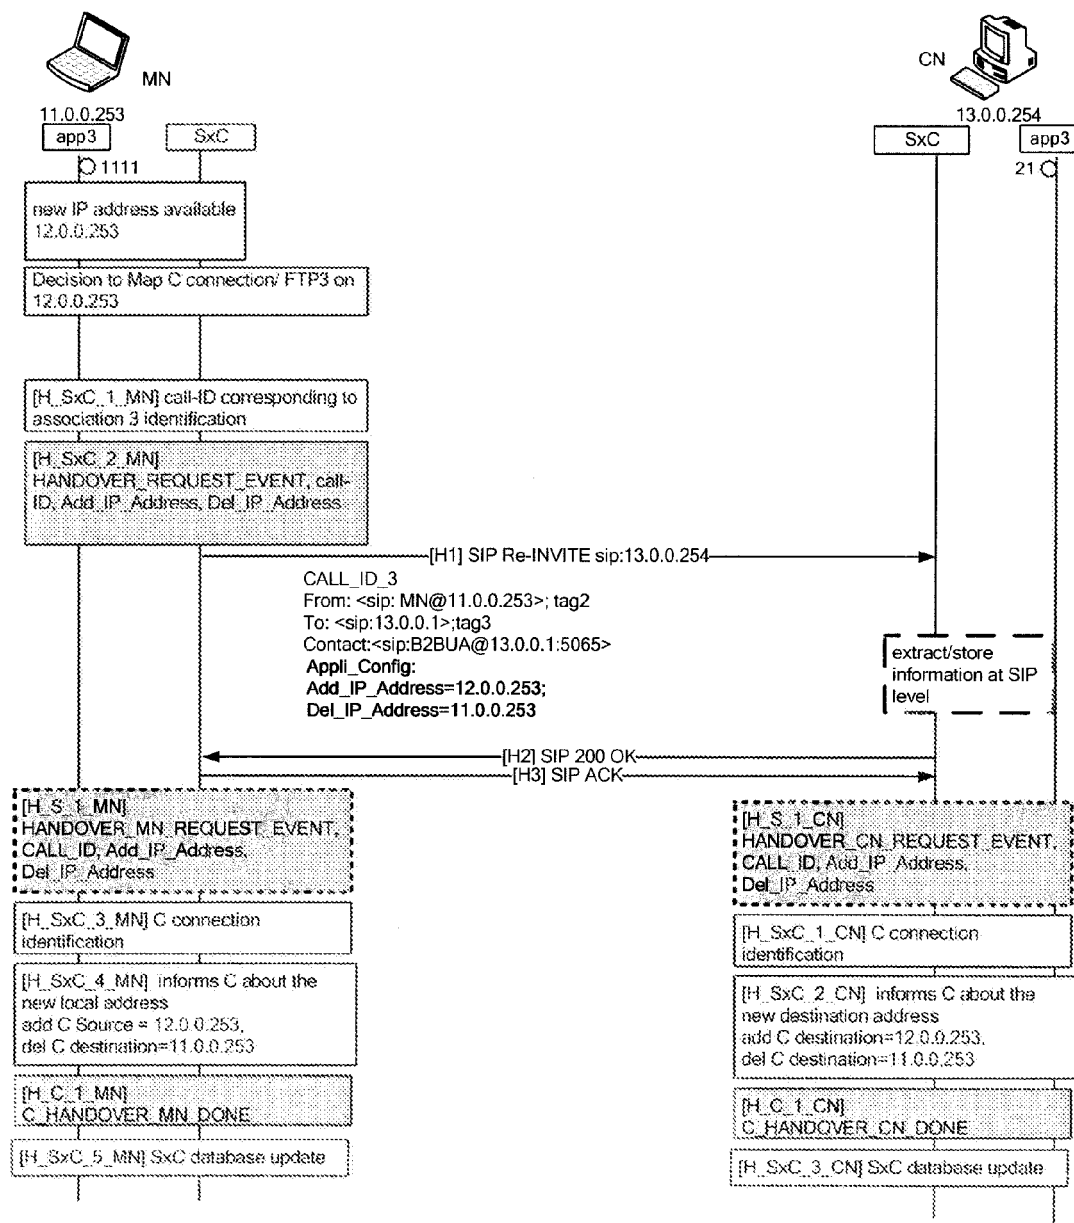 MN
CN
11.0.0.253
13.0.0.254
app3
SxC
SxC
app3
1111
21
new IP address available
12.0.0.253
Decision to Map C connection/ FTP3 on
12.0.0.253
[H_SxC_1_MN] call-ID corresponding to
association 3 identification
[H_SxC_2_MN]
HANDOVER_REQUEST_EVENT, call-
ID, Add_IP_Address, Del_IP_Address
[H1] SIP Re-INVITE sip:13.0.0.254
CALL_ID_3
From: <sip: MN@11.0.0.253>; tag2
To: <sip:13.0.0.1>;tag3
Contact:<sip:B2BUA@13.0.0.1:5065>
Appli_Config:
Add_IP_Address=12.0.0.253;
Del_IP_Address=11.0.0.253
extract/store
information at SIP
level
[H2] SIP 200 OK
[H3] SIP ACK
[H_S_1_MN]
HANDOVER_MN_REQUEST_EVENT,
CALL_ID, Add_IP_Address,
Del_IP_Address
[H_SxC_3_MN] C connection
identification
[H_SxC_4_MN] informs C about the
new local address
add C Source = 12.0.0.253,
del C destination=11.0.0.253
[H_C_1_MN]
C_HANDOVER_MN_DONE
[H_SxC_5_MN] SxC database update
[H_S_1_CN]
HANDOVER_CN_REQUEST_EVENT,
CALL_ID, Add_IP_Address,
Del_IP_Address
[H_SxC_1_CN] C connection
identification
[H_SxC_2_CN] informs C about the
new destination address
add C destination=12.0.0.253,
del C destination=11.0.0.253
[H_C_1_CN]
C_HANDOVER_CN_DONE
[H_SxC_3_CN] SxC database update